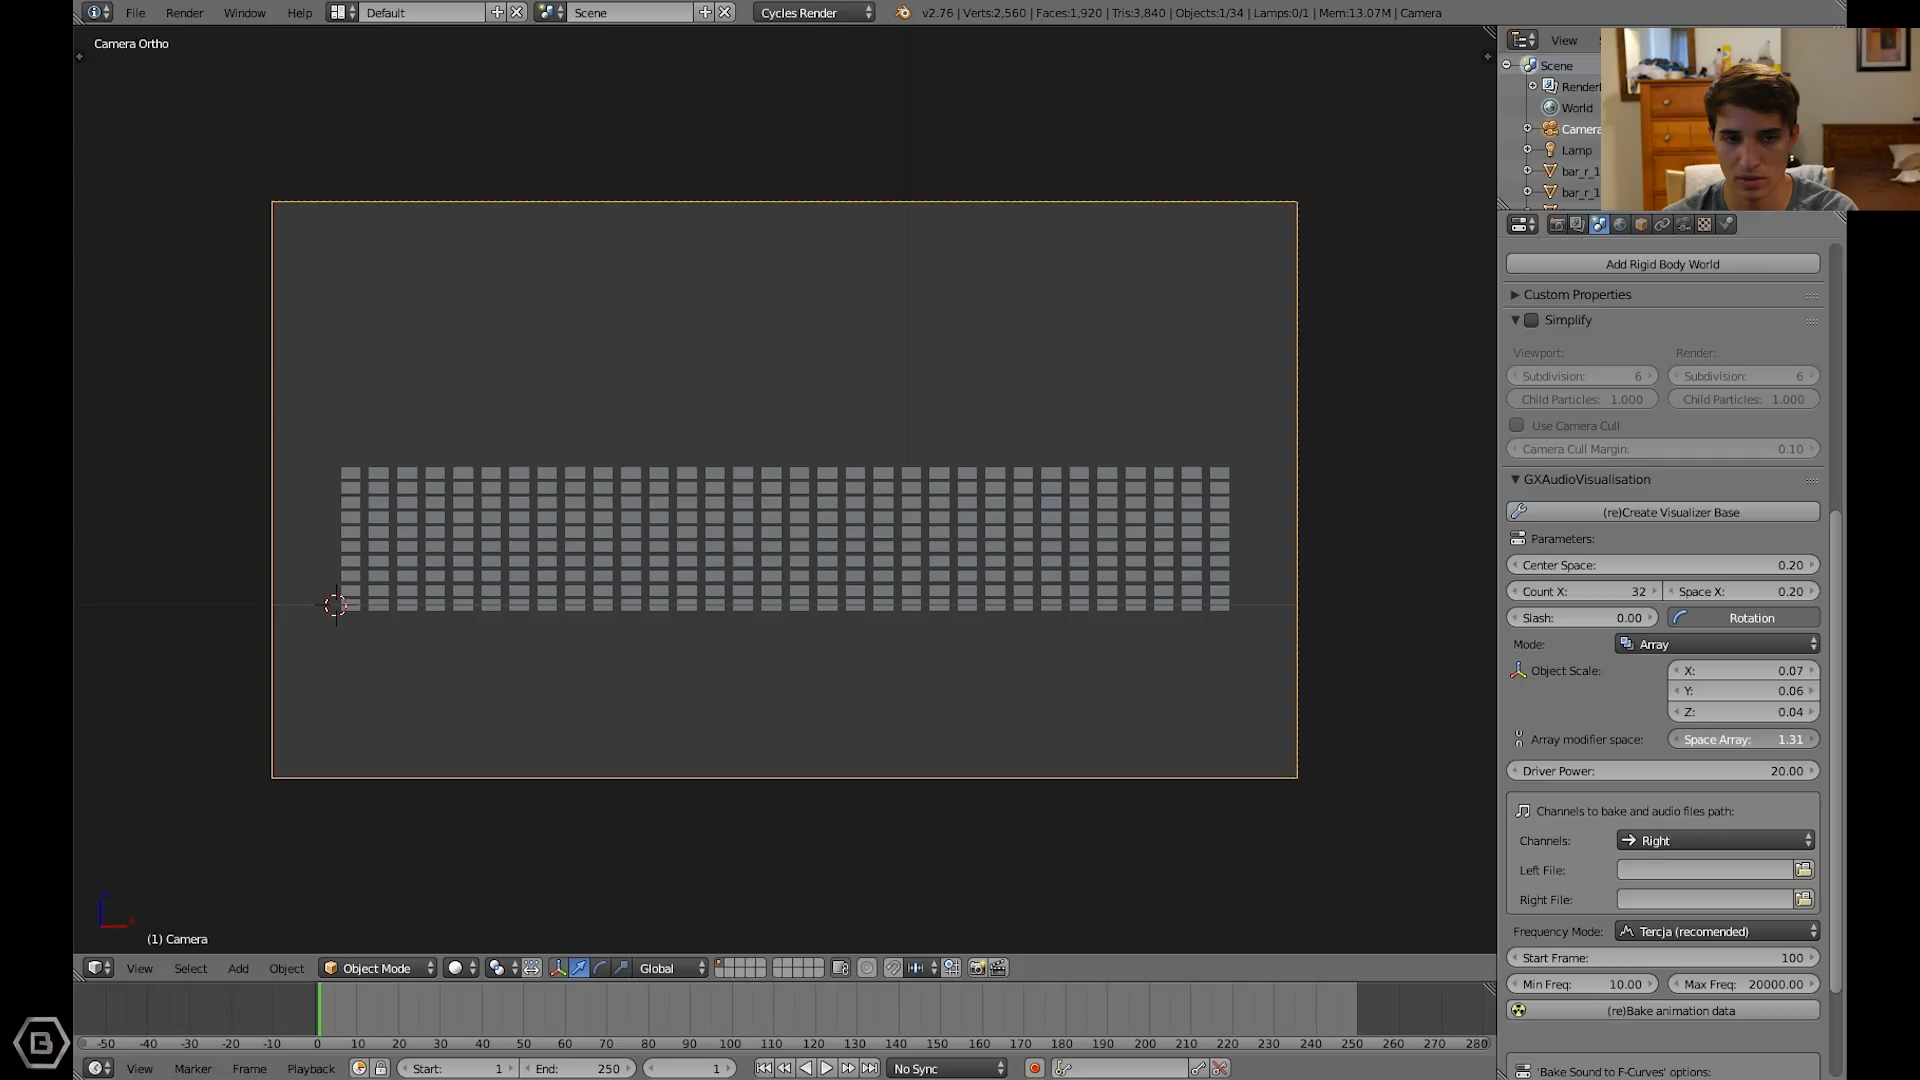 File Render Window Help Default Scene Cycles Render v2.76 | Verts:2,560 | Faces:1,920 | Tris:3,840 | Objects:1/34 | Lamps:0/1 | Mem:13.07M | Camera
Camera Ortho
View
Scene
Render
World
Camera
Lamp
bar_r_1
bar_r_1
Add Rigid Body World
Custom Properties
Simplify
Viewport: Render:
Subdivision: 6 Subdivision: 6
Child Particles: 1.000 Child Particles: 1.000
Use Camera Cull
Camera Cull Margin: 0.10
GXAudioVisualisation
(re)Create Visualizer Base
Parameters:
Center Space: 0.20
Count X: 32 Space X: 0.20
Slash: 0.00 Rotation
Mode: Array
Object Scale: X: 0.07
Y: 0.06
Z: 0.04
Array modifier space: Space Array: 1.31
Driver Power: 20.00
Channels to bake and audio files path:
Channels: Right
Left File:
Right File:
Frequency Mode: Tercja (recomended)
Start Frame: 100
Min Freq: 10.00 Max Freq: 20000.00
(re)Bake animation data
'Bake Sound to F-Curves' options:
(1) Camera
View Select Add Object Object Mode Global
-50 -40 -30 -20 -10 0 10 20 30 40 50 60 70 80 90 100 110 120 130 140 150 160 170 180 190 200 210 220 230 240 250 260 270 280
View Marker Frame Playback Start: 1 End: 250 1 No Sync
B